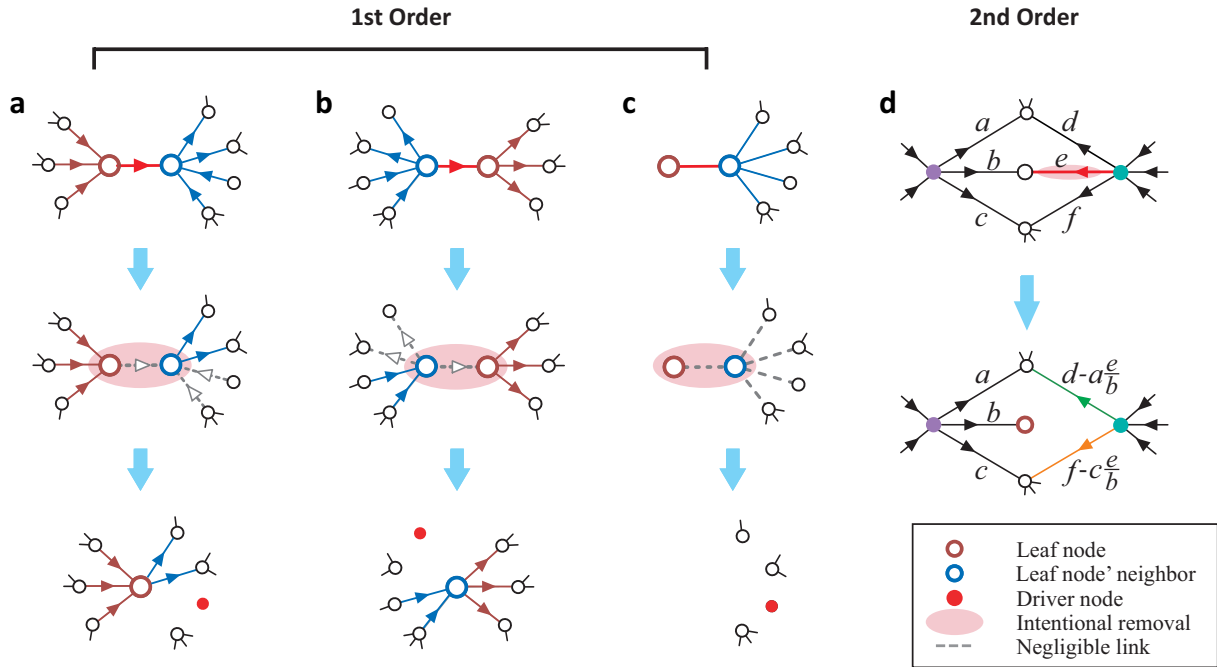 1st Order
2nd Order
a
b
c
d
a
d
b
e
c
f
a
d-a e/b
b
c
f-c e/b
Leaf node
Leaf node' neighbor
Driver node
Intentional removal
Negligible link